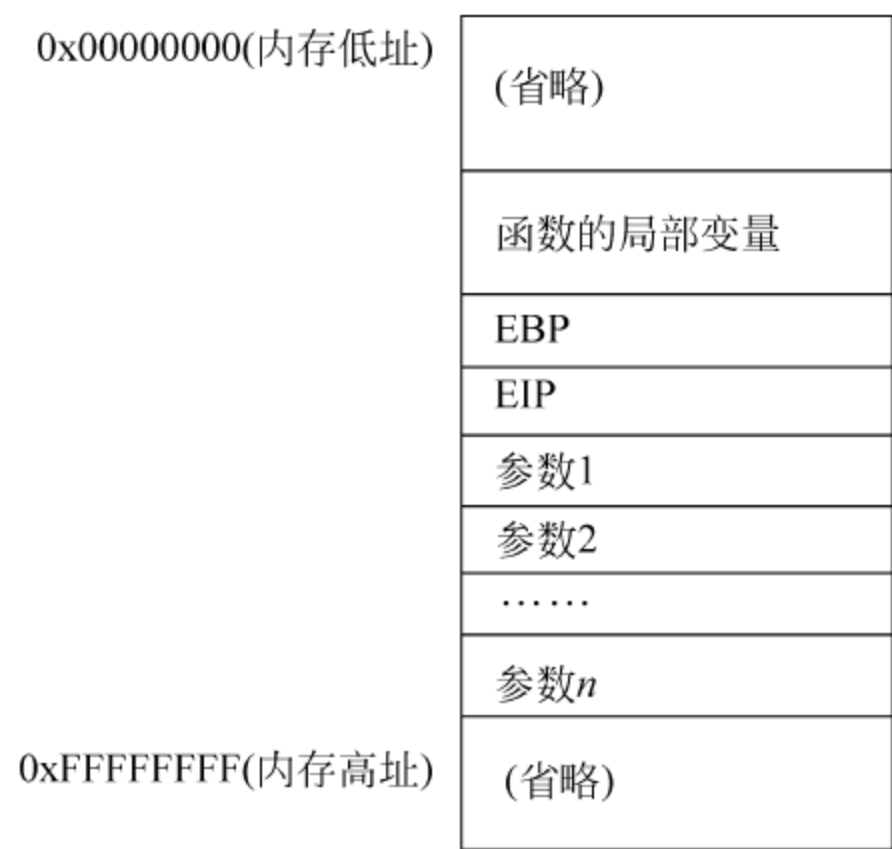 0x00000000(内存低址)
(省略)
函数的局部变量
EBP
EIP
参数1
参数2
……
参数n
0xFFFFFFFF(内存高址)
(省略)